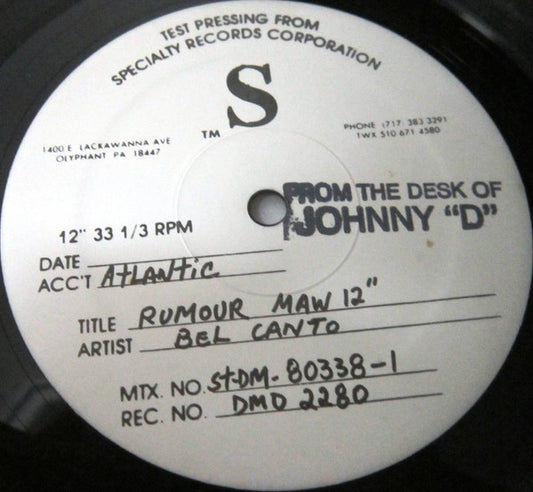 TEST PRESSING FROM
SPECIALTY RECORDS CORPORATION
S
TM
1400 E. LACKAWANNA AVE
OLYPHANT PA 18447
PHONE (717) 383 3291
TWX 510 671 4580
FROM THE DESK OF
JOHNNY "D"
12" 33 1/3 RPM
DATE
ACC'T ATLANTIC
TITLE RUMOUR MAW 12"
ARTIST BEL CANTO
MTX. NO. St-DM-80338-1
REC. NO. DMD 2280